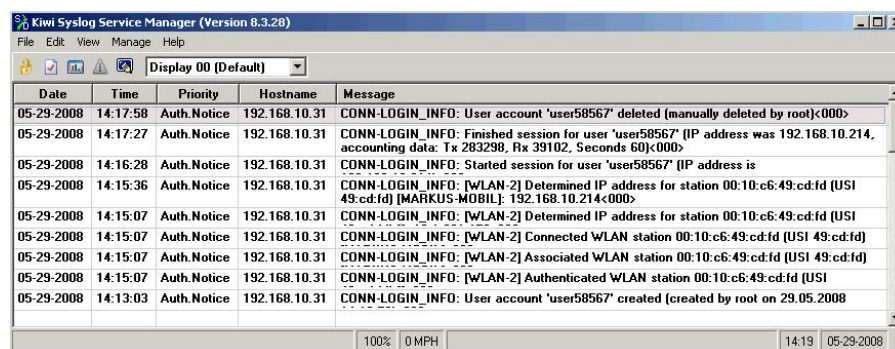 Kiwi Syslog Service Manager (Version 8.3.28)
File Edit View Manage Help
Display 00 (Default)
Date Time Priority Hostname Message
05-29-2008 14:17:58 Auth.Notice 192.168.10.31 CONN-LOGIN_INFO: User account 'user58567' deleted (manually deleted by root)<000>
05-29-2008 14:17:27 Auth.Notice 192.168.10.31 CONN-LOGIN_INFO: Finished session for user 'user58567' (IP address was 192.168.10.214,
accounting data: Tx 283298, Rx 39102, Seconds 60)<000>
05-29-2008 14:16:28 Auth.Notice 192.168.10.31 CONN-LOGIN_INFO: Started session for user 'user58567' (IP address is
05-29-2008 14:15:36 Auth.Notice 192.168.10.31 CONN-LOGIN_INFO: [WLAN-2] Determined IP address for station 00:10:c6:49:cd:fd (USI
49:cd:fd) [MARKUS-MOBIL]: 192.168.10.214<000>
05-29-2008 14:15:07 Auth.Notice 192.168.10.31 CONN-LOGIN_INFO: [WLAN-2] Determined IP address for station 00:10:c6:49:cd:fd (USI
05-29-2008 14:15:07 Auth.Notice 192.168.10.31 CONN-LOGIN_INFO: [WLAN-2] Connected WLAN station 00:10:c6:49:cd:fd (USI 49:cd:fd)
05-29-2008 14:15:07 Auth.Notice 192.168.10.31 CONN-LOGIN_INFO: [WLAN-2] Associated WLAN station 00:10:c6:49:cd:fd (USI 49:cd:fd)
05-29-2008 14:15:07 Auth.Notice 192.168.10.31 CONN-LOGIN_INFO: [WLAN-2] Authenticated WLAN station 00:10:c6:49:cd:fd (USI
05-29-2008 14:13:03 Auth.Notice 192.168.10.31 CONN-LOGIN_INFO: User account 'user58567' created (created by root on 29.05.2008
100% 0 MPH 14:19 05-29-2008